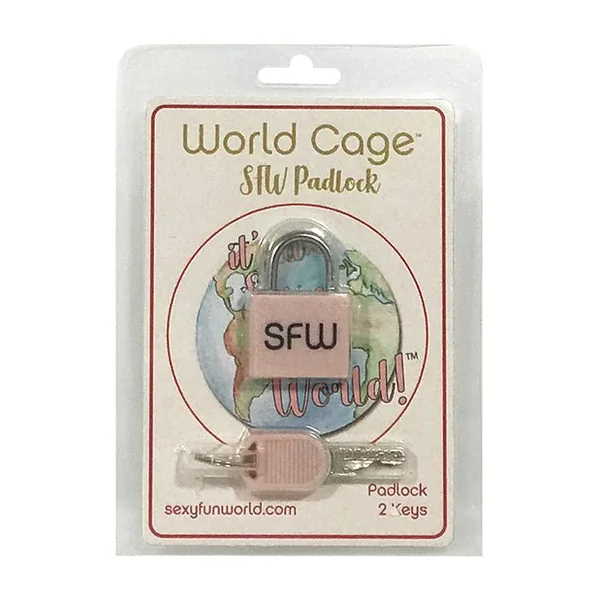 World Cage™
SFW Padlock
it's
SFW
World!™
Padlock
2 Keys
sexyfunworld.com